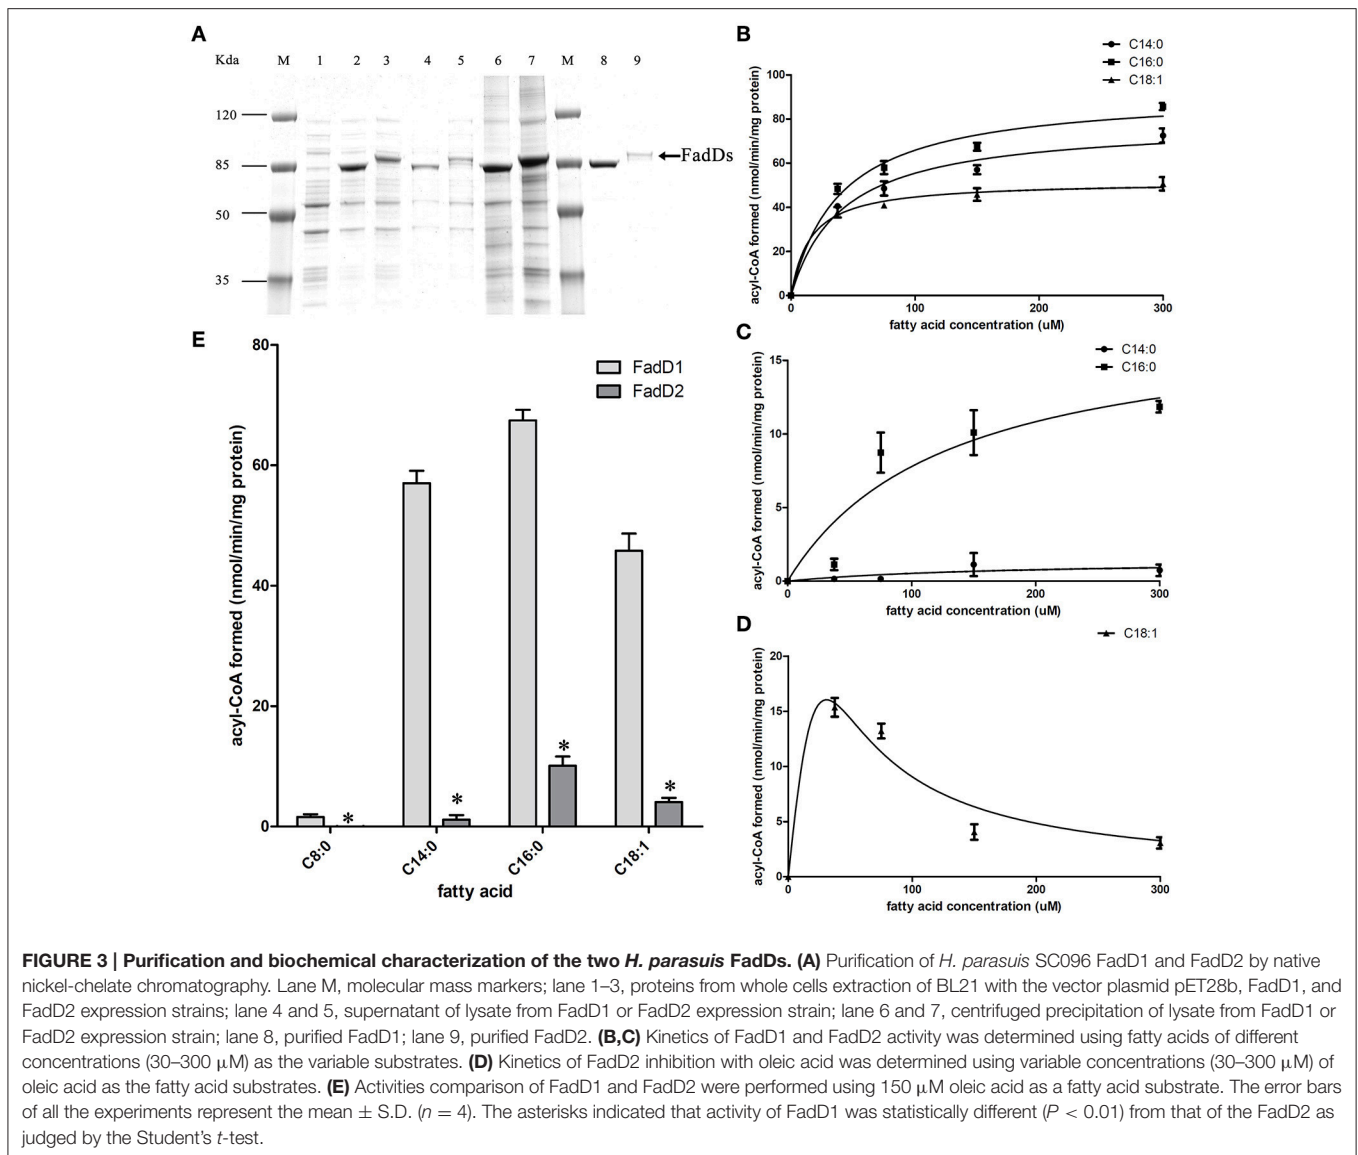 A
Kda M 1 2 3 4 5 6 7 M 8 9
120
85
50
35
FadDs
B
C14:0
C16:0
C18:1
acyl-CoA formed (nmol/min/mg protein)
100
80
60
40
20
0
0 100 200 300
fatty acid concentration (uM)
C
C14:0
C16:0
acyl-CoA formed (nmol/min/mg protein)
15
10
5
0
0 100 200 300
fatty acid concentration (uM)
D
C18:1
acyl-CoA formed (nmol/min/mg protein)
20
15
10
5
0
0 100 200 300
fatty acid concentration (uM)
E
FadD1
FadD2
acyl-CoA formed (nmol/min/mg protein)
80
60
40
20
0
* * * *
C8:0 C14:0 C16:0 C18:1
fatty acid
FIGURE 3 | Purification and biochemical characterization of the two H. parasuis FadDs. (A) Purification of H. parasuis SC096 FadD1 and FadD2 by native
nickel-chelate chromatography. Lane M, molecular mass markers; lane 1–3, proteins from whole cells extraction of BL21 with the vector plasmid pET28b, FadD1, and
FadD2 expression strains; lane 4 and 5, supernatant of lysate from FadD1 or FadD2 expression strain; lane 6 and 7, centrifuged precipitation of lysate from FadD1 or
FadD2 expression strain; lane 8, purified FadD1; lane 9, purified FadD2. (B,C) Kinetics of FadD1 and FadD2 activity was determined using fatty acids of different
concentrations (30–300 μM) as the variable substrates. (D) Kinetics of FadD2 inhibition with oleic acid was determined using variable concentrations (30–300 μM) of
oleic acid as the fatty acid substrates. (E) Activities comparison of FadD1 and FadD2 were performed using 150 μM oleic acid as a fatty acid substrate. The error bars
of all the experiments represent the mean ± S.D. (n = 4). The asterisks indicated that activity of FadD1 was statistically different (P < 0.01) from that of the FadD2 as
judged by the Student's t-test.